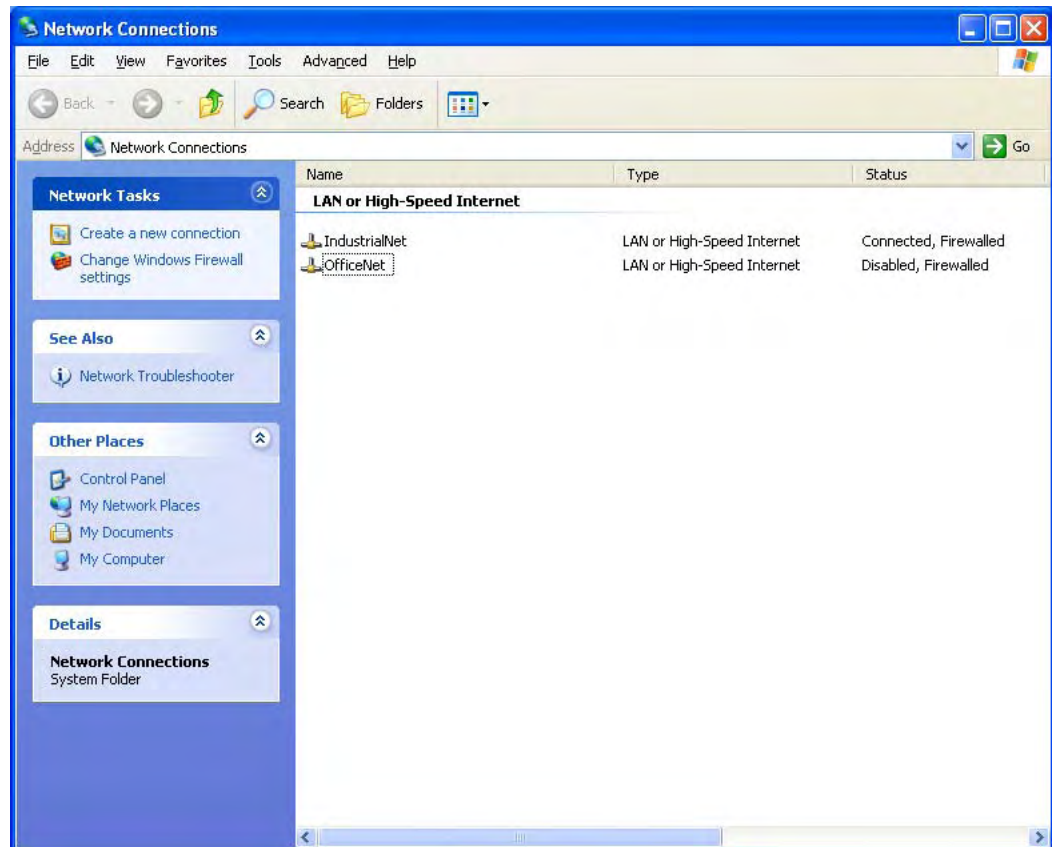 Network Connections
File Edit View Favorites Tools Advanced Help
Back Search Folders
Address Network Connections Go
Network Tasks
Create a new connection
Change Windows Firewall
settings
See Also
Network Troubleshooter
Other Places
Control Panel
My Network Places
My Documents
My Computer
Details
Network Connections
System Folder
Name Type Status
LAN or High-Speed Internet
IndustrialNet LAN or High-Speed Internet Connected, Firewalled
OfficeNet LAN or High-Speed Internet Disabled, Firewalled